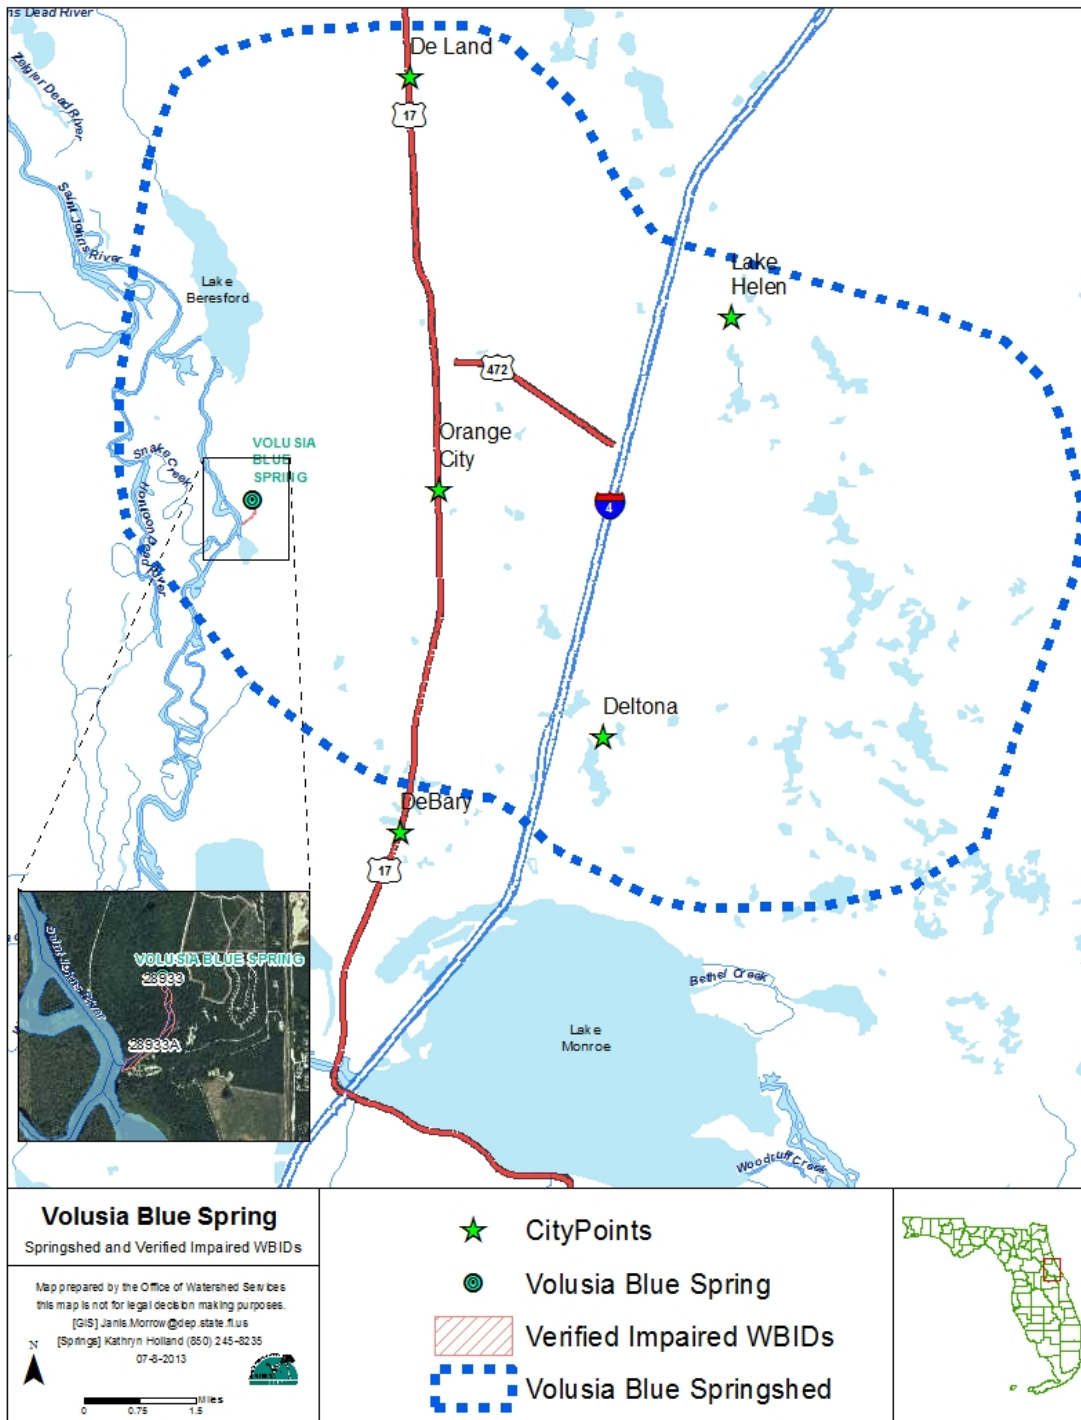 ns Dead River
Zeigler Dead River
De Land
17
Saint Johns River
Lake
Beresford
Lake
Helen
472
Orange
City
VOLUSIA
BLUE
SPRING
Snake Creek
Hontoon Dead River
4
Deltona
DeBary
17
Saint Johns River
VOLUSIA BLUE SPRING
28933
28933A
Bethel Creek
Lake
Monroe
Woodruff Creek
Volusia Blue Spring
Springshed and Verified Impaired WBIDs
Map prepared by the Office of Watershed Services
this map is not for legal decision making purposes.
[GIS] Janis.Morrow@dep.state.fl.us
[Springs] Kathryn Holland (850) 245-8235
07-8-2013
N
Miles
0 0.75 1.5
CityPoints
Volusia Blue Spring
Verified Impaired WBIDs
Volusia Blue Springshed